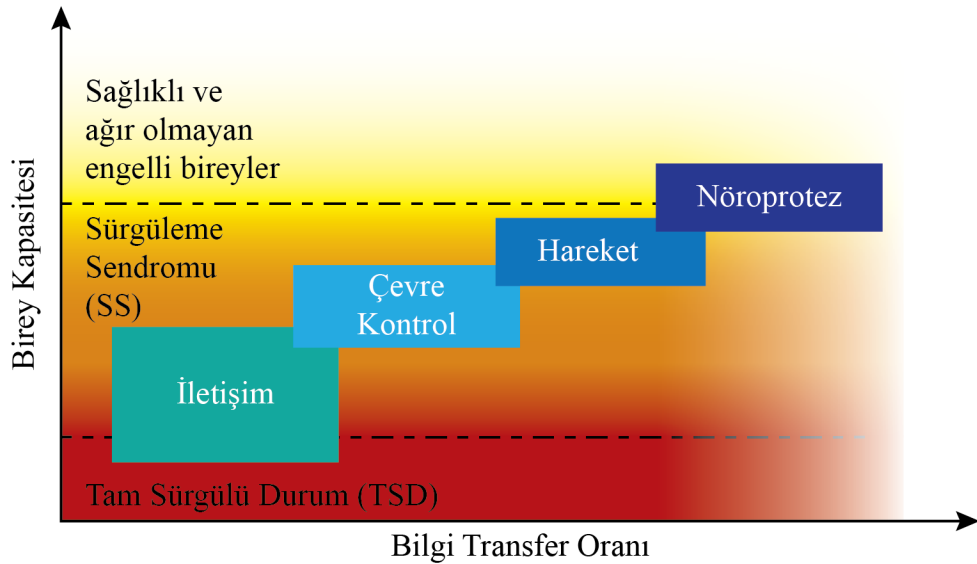 Birey Kapasitesi
Sağlıklı ve
ağır olmayan
engelli bireyler
Nöroprotez
Sürgüleme
Sendromu
(SS)
Hareket
Çevre
Kontrol
İletişim
Tam Sürgülü Durum (TSD)
Bilgi Transfer Oranı